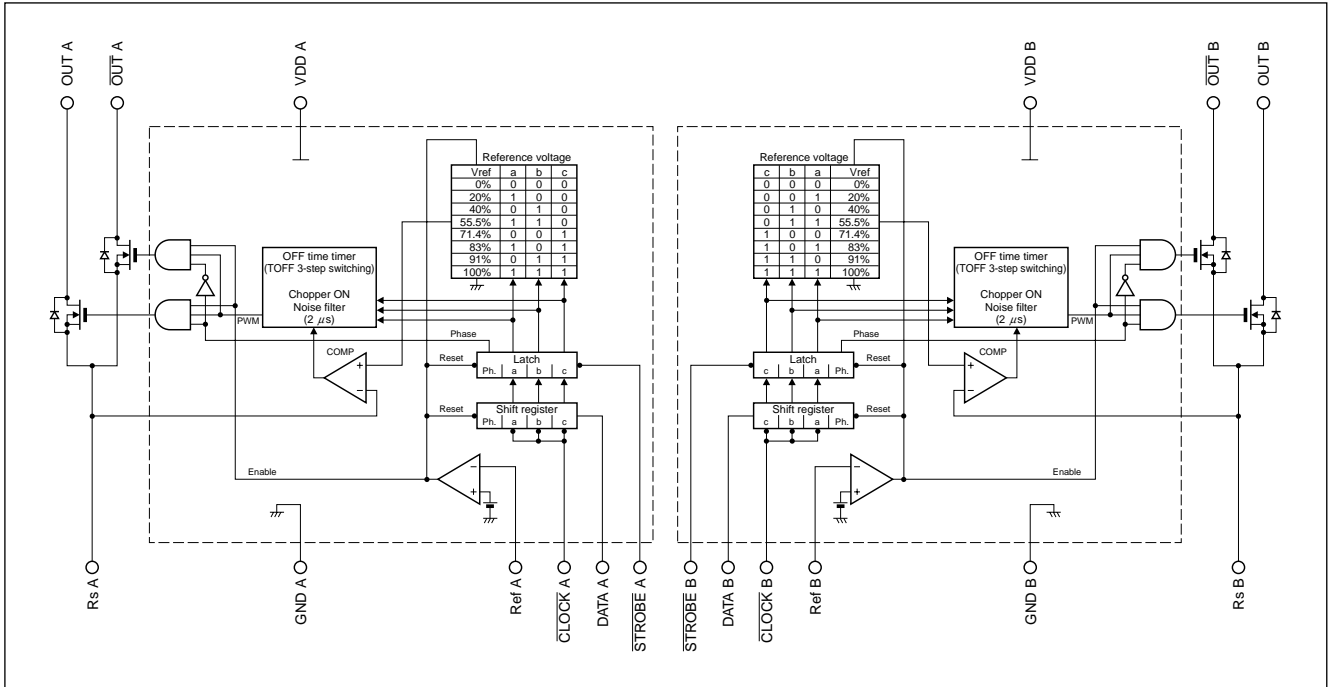 OUT A
OUT A
VDD A
VDD B
OUT B
OUT B
Reference voltage
Vref a b c
0% 0 0 0
20% 1 0 0
40% 0 1 0
55.5% 1 1 0
71.4% 0 0 1
83% 1 0 1
91% 0 1 1
100% 1 1 1
OFF time timer
(TOFF 3-step switching)
Chopper ON
Noise filter
(2 μs)
PWM
Phase
COMP
+
−
Reset
Latch
Ph. a b c
Reset
Shift register
Ph. a b c
Enable
−
+
Rs A
GND A
Ref A
CLOCK A
DATA A
STROBE A
Reference voltage
c b a Vref
0 0 0 0%
0 0 1 20%
0 1 0 40%
0 1 1 55.5%
1 0 0 71.4%
1 0 1 83%
1 1 0 91%
1 1 1 100%
OFF time timer
(TOFF 3-step switching)
Chopper ON
Noise filter
(2 μs)
PWM
Phase
COMP
+
−
Latch
c b a Ph.
Reset
Shift register
c b a Ph.
Reset
Enable
−
+
STROBE B
DATA B
CLOCK B
Ref B
GND B
Rs B